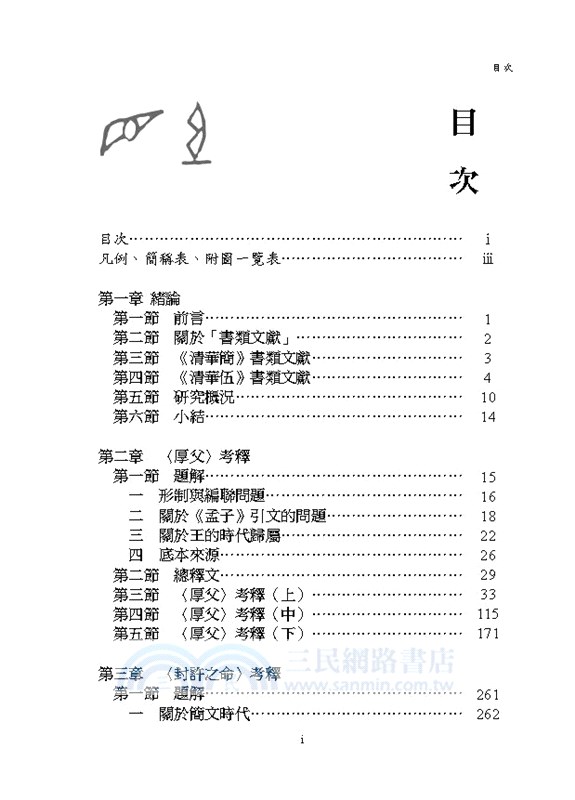 目次
目次
目次……………………………………………………… i
凡例、簡稱表、附圖一覽表…………………………… iii
第一章 緒論
第一節 前言…………………………………………… 1
第二節 關於「書類文獻」…………………………… 2
第三節 《清華簡》書類文獻………………………… 3
第四節 《清華伍》書類文獻………………………… 4
第五節 研究概況……………………………………… 10
第六節 小結…………………………………………… 14
第二章 〈厚父〉考釋
第一節 題解…………………………………………… 15
一 形制與編聯問題………………………………… 16
二 關於《孟子》引文的問題……………………… 18
三 關於王的時代歸屬……………………………… 22
四 底本來源………………………………………… 26
第二節 總釋文………………………………………… 29
第三節 〈厚父〉考釋（上）………………………… 33
第四節 〈厚父〉考釋（中）………………………… 115
第五節 〈厚父〉考釋（下）………………………… 171
第三章 〈封許之命〉考釋
第一節 題解…………………………………………… 261
一 關於簡文時代…………………………………… 262
三民網路書店
www.sanmin.com.tw
i